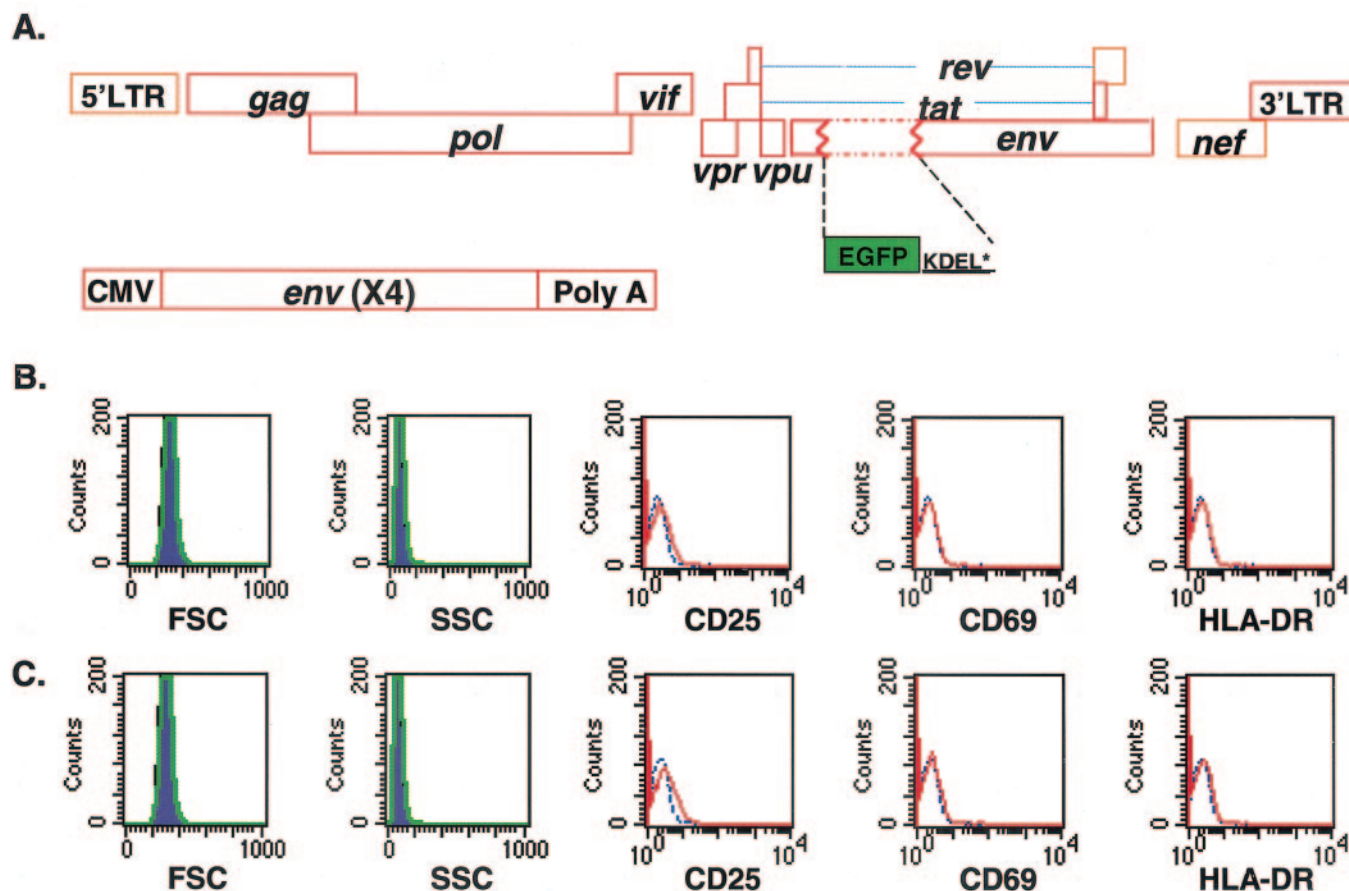 A.
5'LTR
gag
pol
vif
vpr
vpu
rev
tat
env
nef
3'LTR
EGFP
KDEL*
CMV
env (X4)
Poly A
B.
200
Counts
0
0
1000
FSC
200
Counts
0
0
1000
SSC
200
Counts
0
10^0
10^4
CD25
200
Counts
0
10^0
10^4
CD69
200
Counts
0
10^0
10^4
HLA-DR
C.
200
Counts
0
0
1000
FSC
200
Counts
0
0
1000
SSC
200
Counts
0
10^0
10^4
CD25
200
Counts
0
10^0
10^4
CD69
200
Counts
0
10^0
10^4
HLA-DR